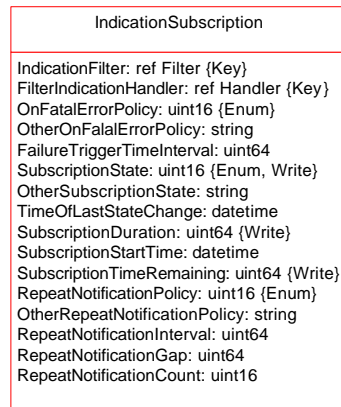 IndicationSubscription
IndicationFilter: ref Filter {Key}
FilterIndicationHandler: ref Handler {Key}
OnFatalErrorPolicy: uint16 {Enum}
OtherOnFalalErrorPolicy: string
FailureTriggerTimeInterval: uint64
SubscriptionState: uint16 {Enum, Write}
OtherSubscriptionState: string
TimeOfLastStateChange: datetime
SubscriptionDuration: uint64 {Write}
SubscriptionStartTime: datetime
SubscriptionTimeRemaining: uint64 {Write}
RepeatNotificationPolicy: uint16 {Enum}
OtherRepeatNotificationPolicy: string
RepeatNotificationInterval: uint64
RepeatNotificationGap: uint64
RepeatNotificationCount: uint16